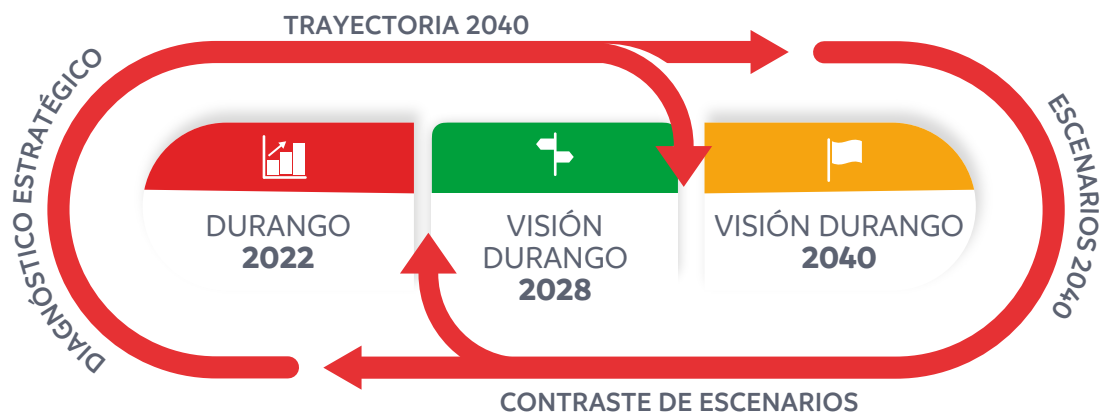 TRAYECTORIA 2040
DIAGNÓSTICO ESTRATÉGICO
DURANGO
2022
VISIÓN
DURANGO
2028
VISIÓN DURANGO
2040
ESCENARIOS 2040
CONTRASTE DE ESCENARIOS